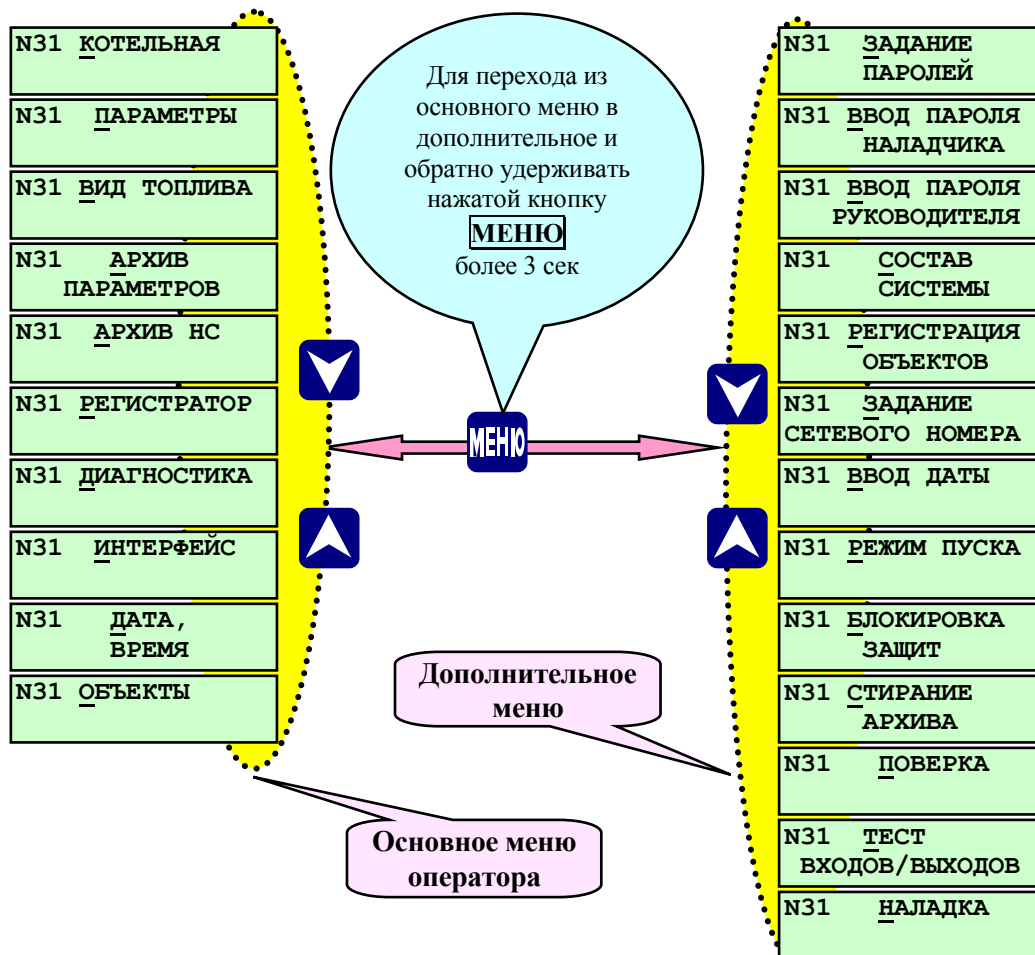 N31 КОТЕЛЬНАЯ
N31 ПАРАМЕТРЫ
N31 ВИД ТОПЛИВА
N31 АРХИВ
ПАРАМЕТРОВ
N31 АРХИВ НС
N31 РЕГИСТРАТОР
N31 ДИАГНОСТИКА
N31 ИНТЕРФЕЙС
N31 ДАТА,
ВРЕМЯ
N31 ОБЪЕКТЫ
Для перехода из
основного меню в
дополнительное и
обратно удерживать
нажатой кнопку
МЕНЮ
более 3 сек
МЕНЮ
Дополнительное
меню
Основное меню
оператора
N31 ЗАДАНИЕ
ПАРОЛЕЙ
N31 ВВОД ПАРОЛЯ
НАЛАДЧИКА
N31 ВВОД ПАРОЛЯ
РУКОВОДИТЕЛЯ
N31 СОСТАВ
СИСТЕМЫ
N31 РЕГИСТРАЦИЯ
ОБЪЕКТОВ
N31 ЗАДАНИЕ
СЕТЕВОГО НОМЕРА
N31 ВВОД ДАТЫ
N31 РЕЖИМ ПУСКА
N31 БЛОКИРОВКА
ЗАЩИТ
N31 СТИРАНИЕ
АРХИВА
N31 ПОВЕРКА
N31 ТЕСТ
ВХОДОВ/ВЫХОДОВ
N31 НАЛАДКА